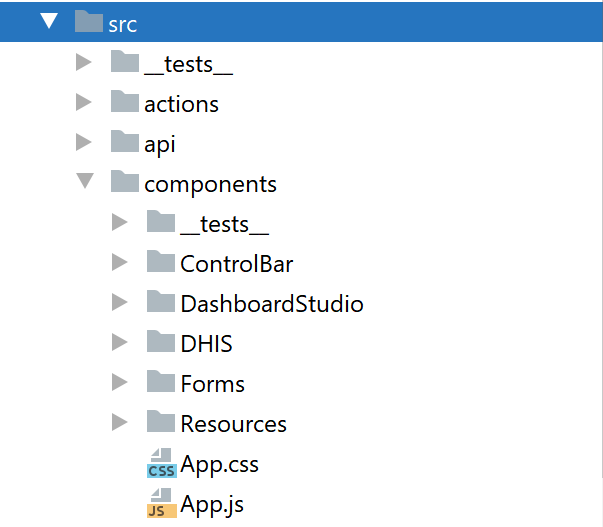 src
__tests__
actions
api
components
__tests__
ControlBar
DashboardStudio
DHIS
Forms
Resources
CSS App.css
JS App.js